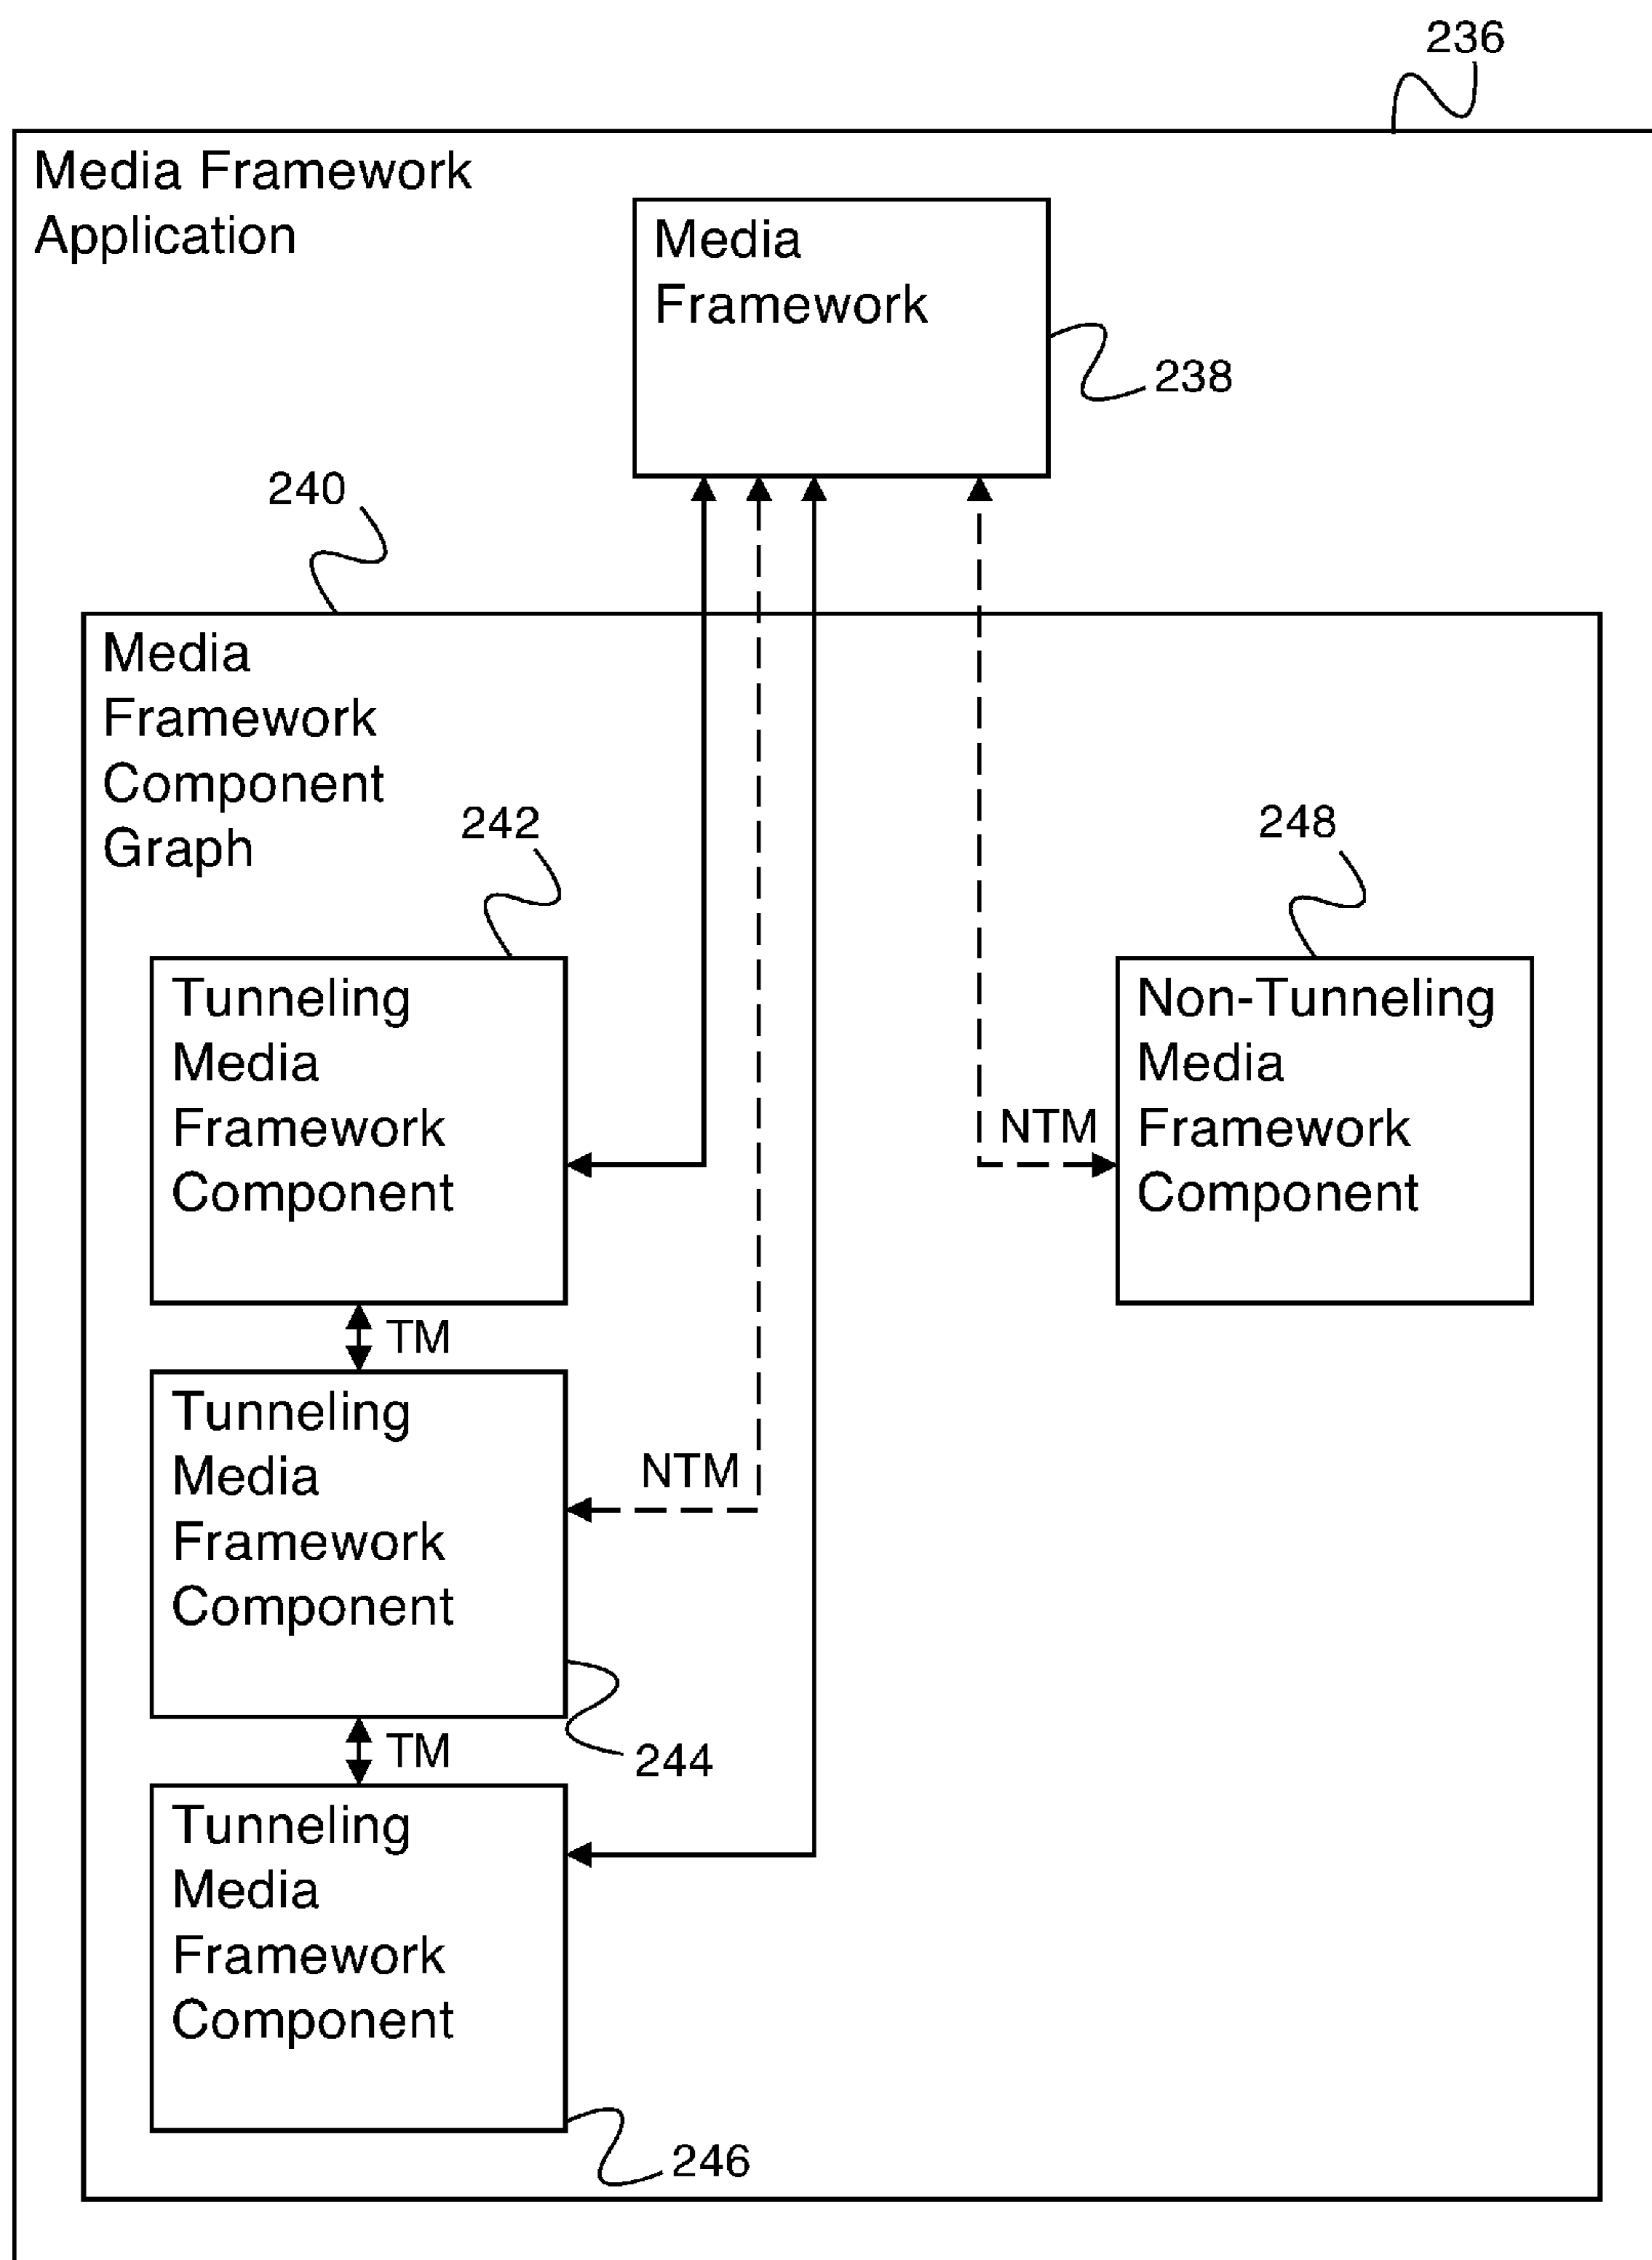 236
Media Framework
Application
Media
Framework
238
240
Media
Framework
Component
Graph
242
248
Tunneling
Media
Framework
Component
Non-Tunneling
Media
Framework
Component
NTM
TM
Tunneling
Media
Framework
Component
NTM
244
TM
Tunneling
Media
Framework
Component
246